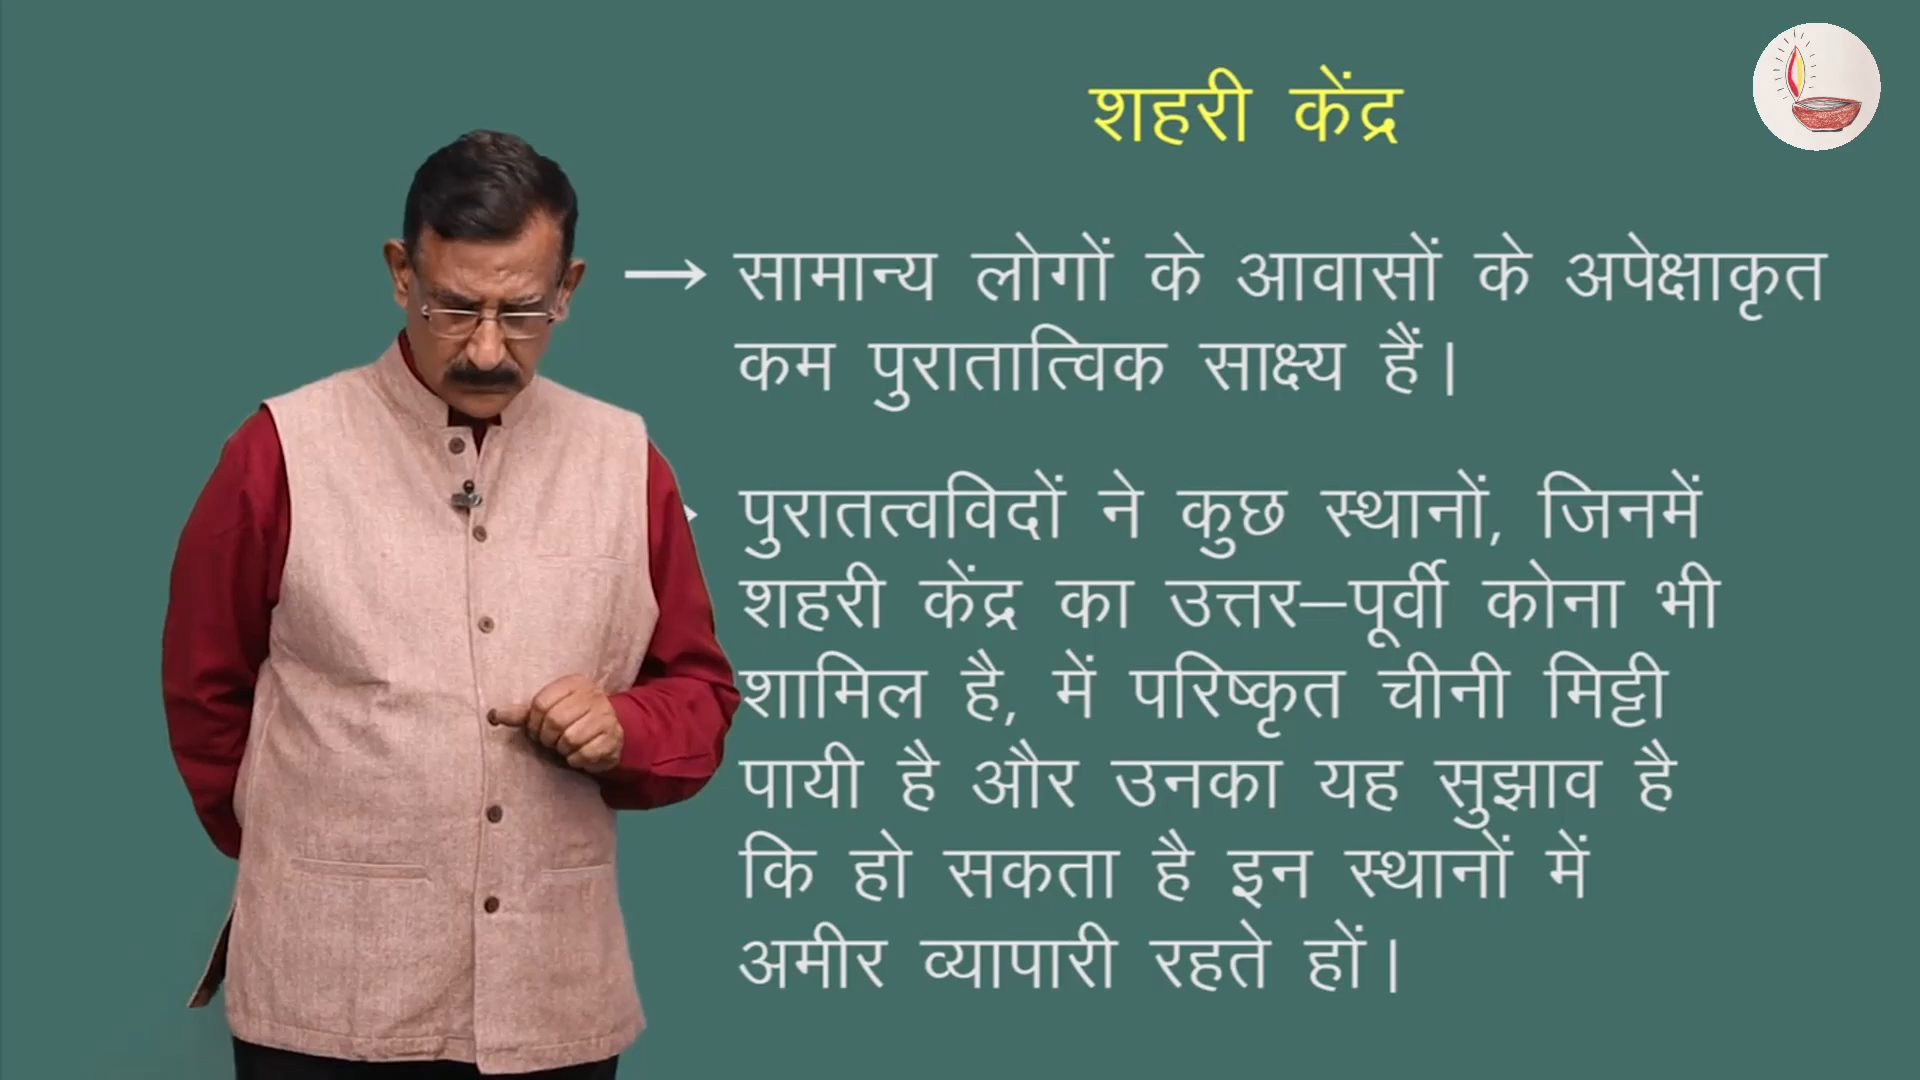 शहरी केंद्र
→ सामान्य लोगों के आवासों के अपेक्षाकृत
कम पुरातात्विक साक्ष्य हैं।
पुरातत्वविदों ने कुछ स्थानों, जिनमें
शहरी केंद्र का उत्तर–पूर्वी कोना भी
शामिल है, में परिष्कृत चीनी मिट्टी
पायी है और उनका यह सुझाव है
कि हो सकता है इन स्थानों में
अमीर व्यापारी रहते हों।